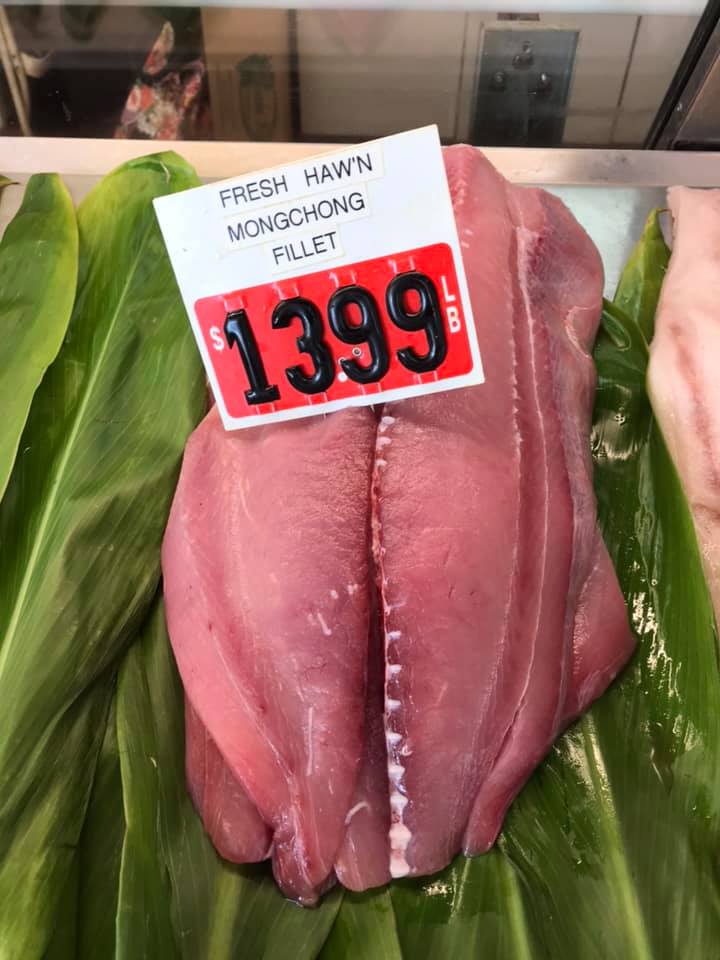 FRESH HAW'N
MONGCHONG
FILLET
$13.99 LB